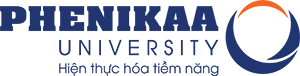 PHENIKAA
UNIVERSITY
Hiện thực hóa tiềm năng